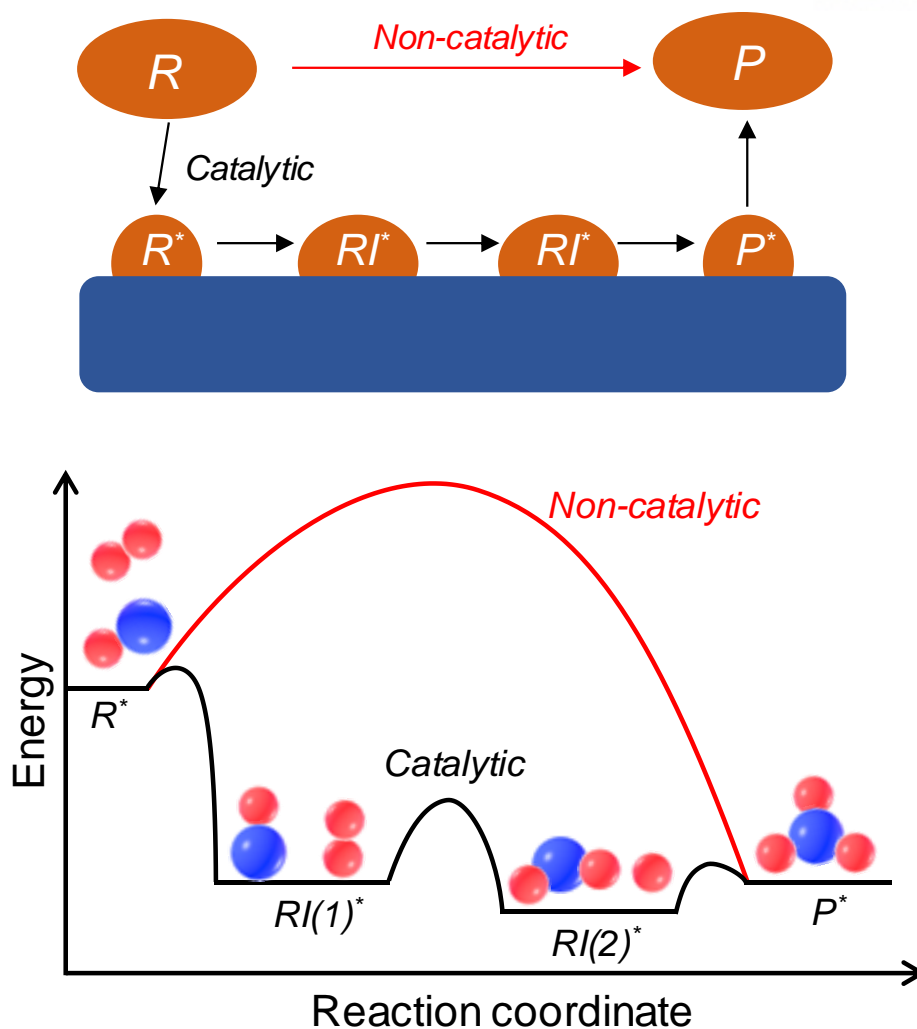 Non-catalytic
R
P
Catalytic
R*
RI*
RI*
P*
Non-catalytic
Energy
R*
Catalytic
RI(1)*
RI(2)*
P*
Reaction coordinate